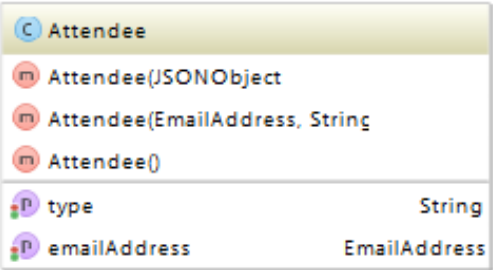 C Attendee
m Attendee(JSONObject
m Attendee(EmailAddress, String
m Attendee()
p type String
p emailAddress EmailAddress